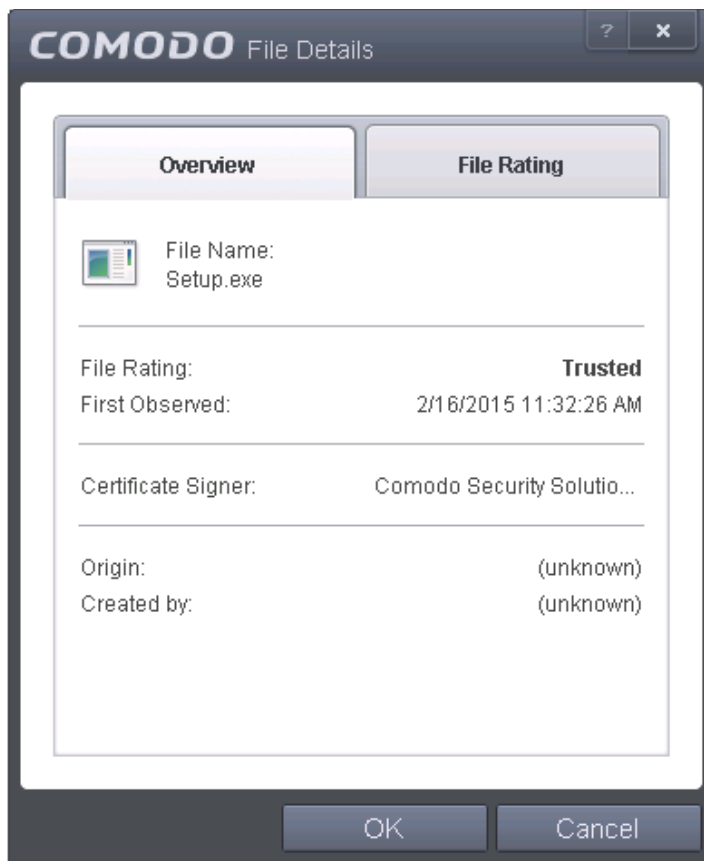 COMODO File Details
? ×
Overview File Rating
File Name:
Setup.exe
File Rating: Trusted
First Observed: 2/16/2015 11:32:26 AM
Certificate Signer: Comodo Security Solutio...
Origin: (unknown)
Created by: (unknown)
OK Cancel